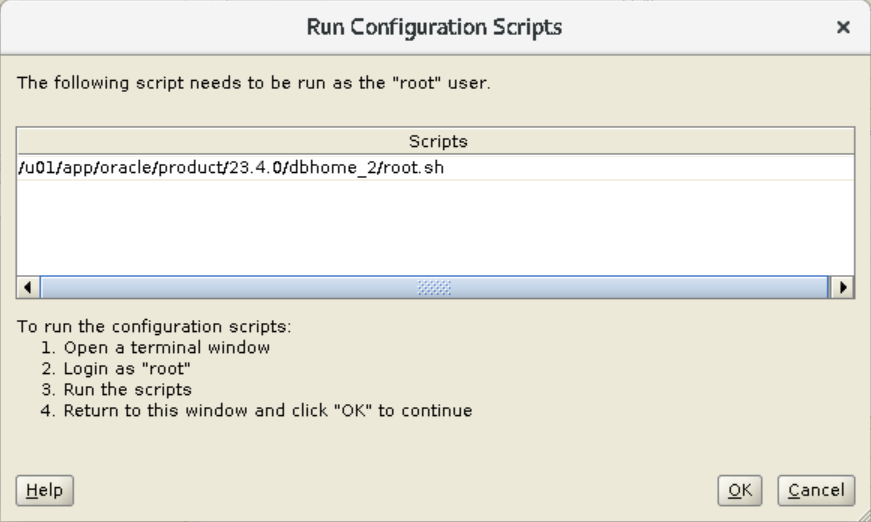 Run Configuration Scripts
The following script needs to be run as the "root" user.
Scripts
/u01/app/oracle/product/23.4.0/dbhome_2/root.sh
To run the configuration scripts:
1. Open a terminal window
2. Login as "root"
3. Run the scripts
4. Return to this window and click "OK" to continue
Help
OK
Cancel